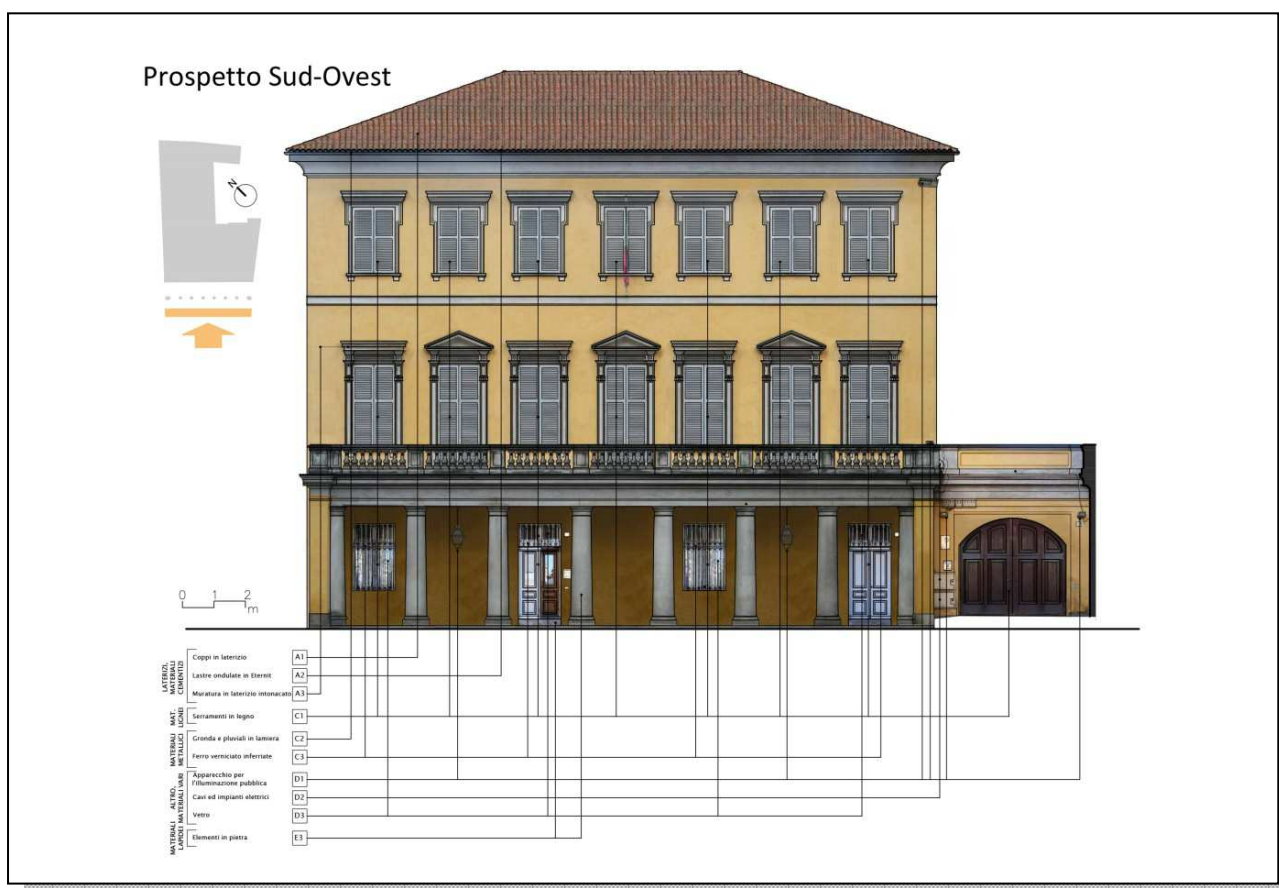 Prospetto Sud-Ovest
N
0 1 2
m
LATERIZI,
MATERIALI
CEMENTIZI
Coppi in laterizio A1
Lastre ondulate in Eternit A2
Muratura in laterizio intonacato A3
MAT.
LIGNEI
Serramenti in legno C1
MATERIALI
METALLICI
Gronda e pluviali in lamiera C2
Ferro verniciato inferriate C3
ALTRO,
MATERIALI VARI
Apparecchio per
l'illuminazione pubblica D1
Cavi ed impianti elettrici D2
Vetro D3
MATERIALI
LAPIDEI
Elementi in pietra E3